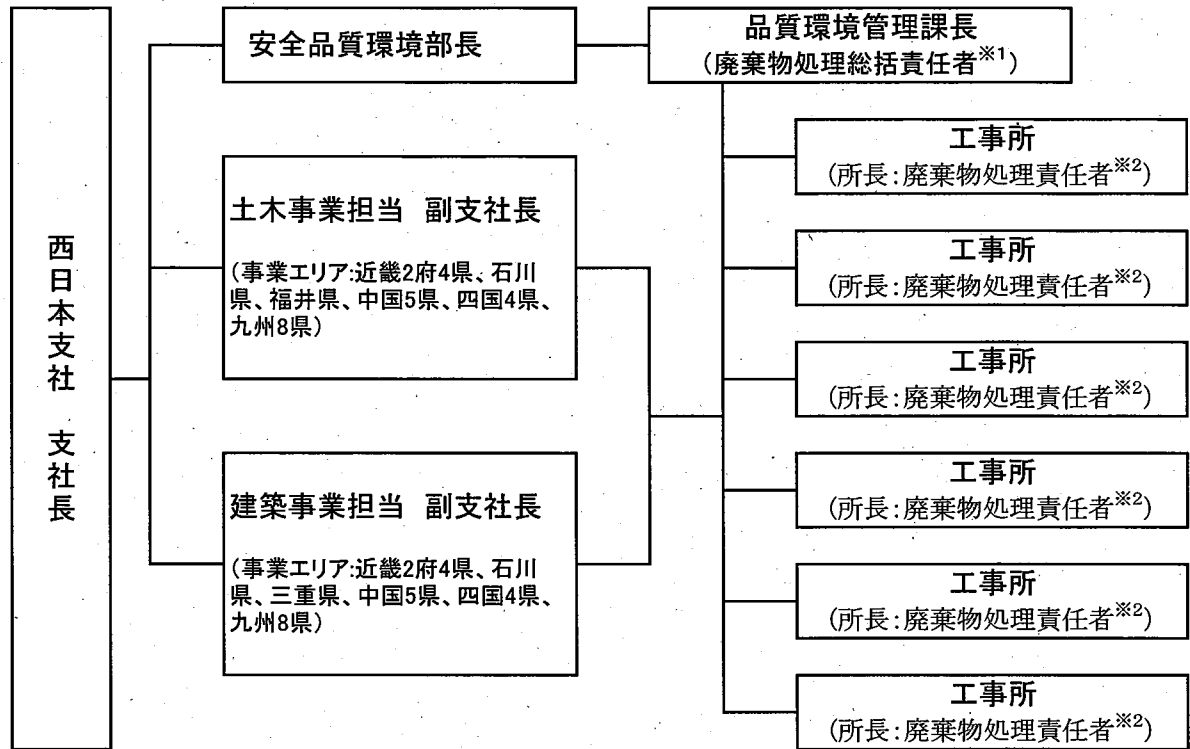 西日本支社　支社長
安全品質環境部長
品質環境管理課長
(廃棄物処理総括責任者※1)
土木事業担当　副支社長
(事業エリア:近畿2府4県、石川
県、福井県、中国5県、四国4県、
九州8県)
建築事業担当　副支社長
(事業エリア:近畿2府4県、石川
県、三重県、中国5県、四国4県、
九州8県)
工事所
(所長:廃棄物処理責任者※2)
工事所
(所長:廃棄物処理責任者※2)
工事所
(所長:廃棄物処理責任者※2)
工事所
(所長:廃棄物処理責任者※2)
工事所
(所長:廃棄物処理責任者※2)
工事所
(所長:廃棄物処理責任者※2)